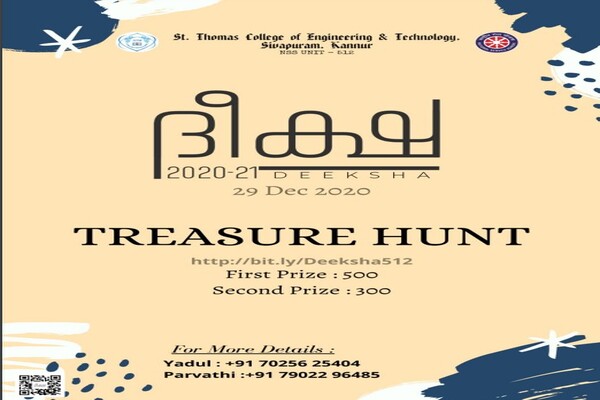 St. Thomas College of Engineering & Technology,
Sivapuram, Kannur
NSS UNIT - 512
ദീക്ഷ
2020-21 DEEKSHA
29 Dec 2020
TREASURE HUNT
http://bit.ly/Deeksha512
First Prize : 500
Second Prize : 300
For More Details :
Yadul : +91 70256 25404
Parvathi :+91 79022 96485